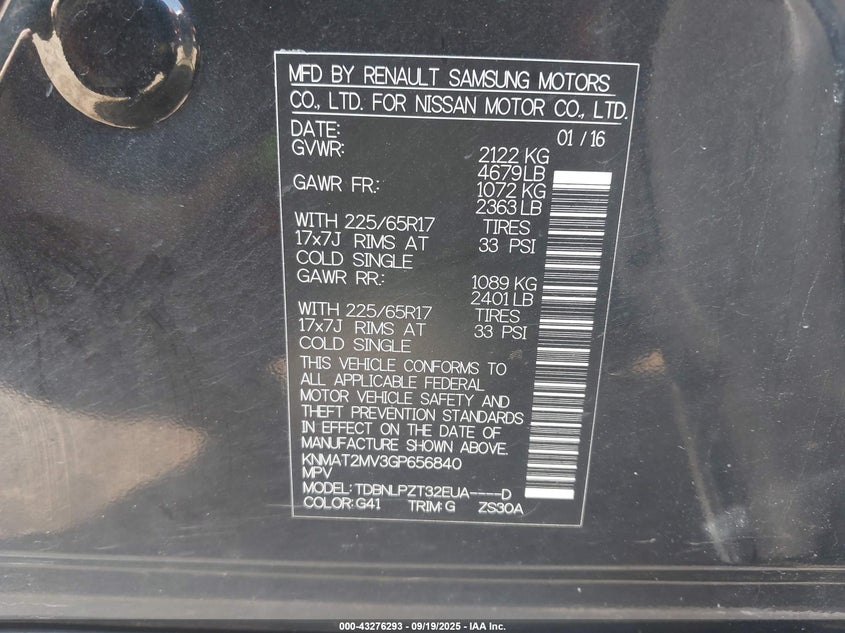 MFD BY RENAULT SAMSUNG MOTORS
CO., LTD. FOR NISSAN MOTOR CO., LTD.
DATE: 01 / 16
GVWR: 2122 KG
4679 LB
GAWR FR.: 1072 KG
2363 LB
WITH 225/65R17 TIRES
17x7J RIMS AT 33 PSI
COLD SINGLE
GAWR RR.: 1089 KG
2401 LB
WITH 225/65R17 TIRES
17x7J RIMS AT 33 PSI
COLD SINGLE
THIS VEHICLE CONFORMS TO
ALL APPLICABLE FEDERAL
MOTOR VEHICLE SAFETY AND
THEFT PREVENTION STANDARDS
IN EFFECT ON THE DATE OF
MANUFACTURE SHOWN ABOVE.
KNMAT2MV3GP656840
MPV
MODEL: TDBNLPZT32EUA----D
COLOR: G41 TRIM: G ZS30A
000-43276293 - 09/19/2025 - IAA Inc.